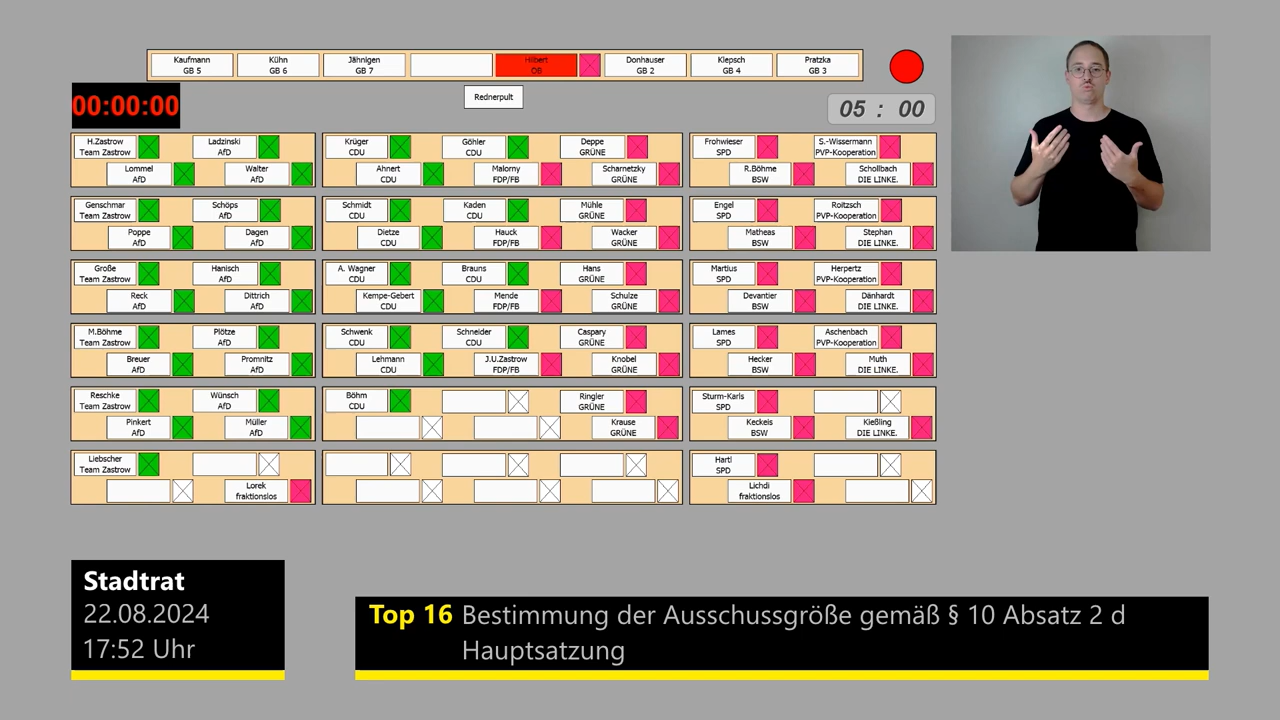 Kaufmann
GB 5
Kühn
GB 6
Jähnigen
GB 7
Hilbert
OB
Donhauser
GB 2
Klepsch
GB 4
Pratzka
GB 3
00:00:00
Rednerpult
05 : 00
H.Zastrow
Team Zastrow
Ladzinski
AfD
Krüger
CDU
Göhler
CDU
Deppe
GRÜNE
Frohwieser
SPD
S.-Wissermann
PVP-Kooperation
Lommel
AfD
Walter
AfD
Ahnert
CDU
Malorny
FDP/FB
Scharnetzky
GRÜNE
R.Böhme
BSW
Schollbach
DIE LINKE.
Genschmar
Team Zastrow
Schöps
AfD
Schmidt
CDU
Kaden
CDU
Mühle
GRÜNE
Engel
SPD
Roitzsch
PVP-Kooperation
Poppe
AfD
Dagen
AfD
Dietze
CDU
Hauck
FDP/FB
Wacker
GRÜNE
Matheas
BSW
Stephan
DIE LINKE.
Große
Team Zastrow
Hanisch
AfD
A. Wagner
CDU
Brauns
CDU
Hans
GRÜNE
Martius
SPD
Herpertz
PVP-Kooperation
Reck
AfD
Dittrich
AfD
Kempe-Gebert
CDU
Mende
FDP/FB
Schulze
GRÜNE
Devantier
BSW
Dänhardt
DIE LINKE.
M.Böhme
Team Zastrow
Plötze
AfD
Schwenk
CDU
Schneider
CDU
Caspary
GRÜNE
Lames
SPD
Aschenbach
PVP-Kooperation
Breuer
AfD
Promnitz
AfD
Lehmann
CDU
J.U.Zastrow
FDP/FB
Knobel
GRÜNE
Hecker
BSW
Muth
DIE LINKE.
Reschke
Team Zastrow
Wünsch
AfD
Böhm
CDU
Ringler
GRÜNE
Sturm-Karls
SPD
Pinkert
AfD
Müller
AfD
Krause
GRÜNE
Keckeis
BSW
Kießling
DIE LINKE.
Liebscher
Team Zastrow
Hartl
SPD
Lorek
fraktionslos
Lichdi
fraktionslos
Stadtrat
22.08.2024
17:52 Uhr
Top 16 Bestimmung der Ausschussgröße gemäß § 10 Absatz 2 d
Hauptsatzung